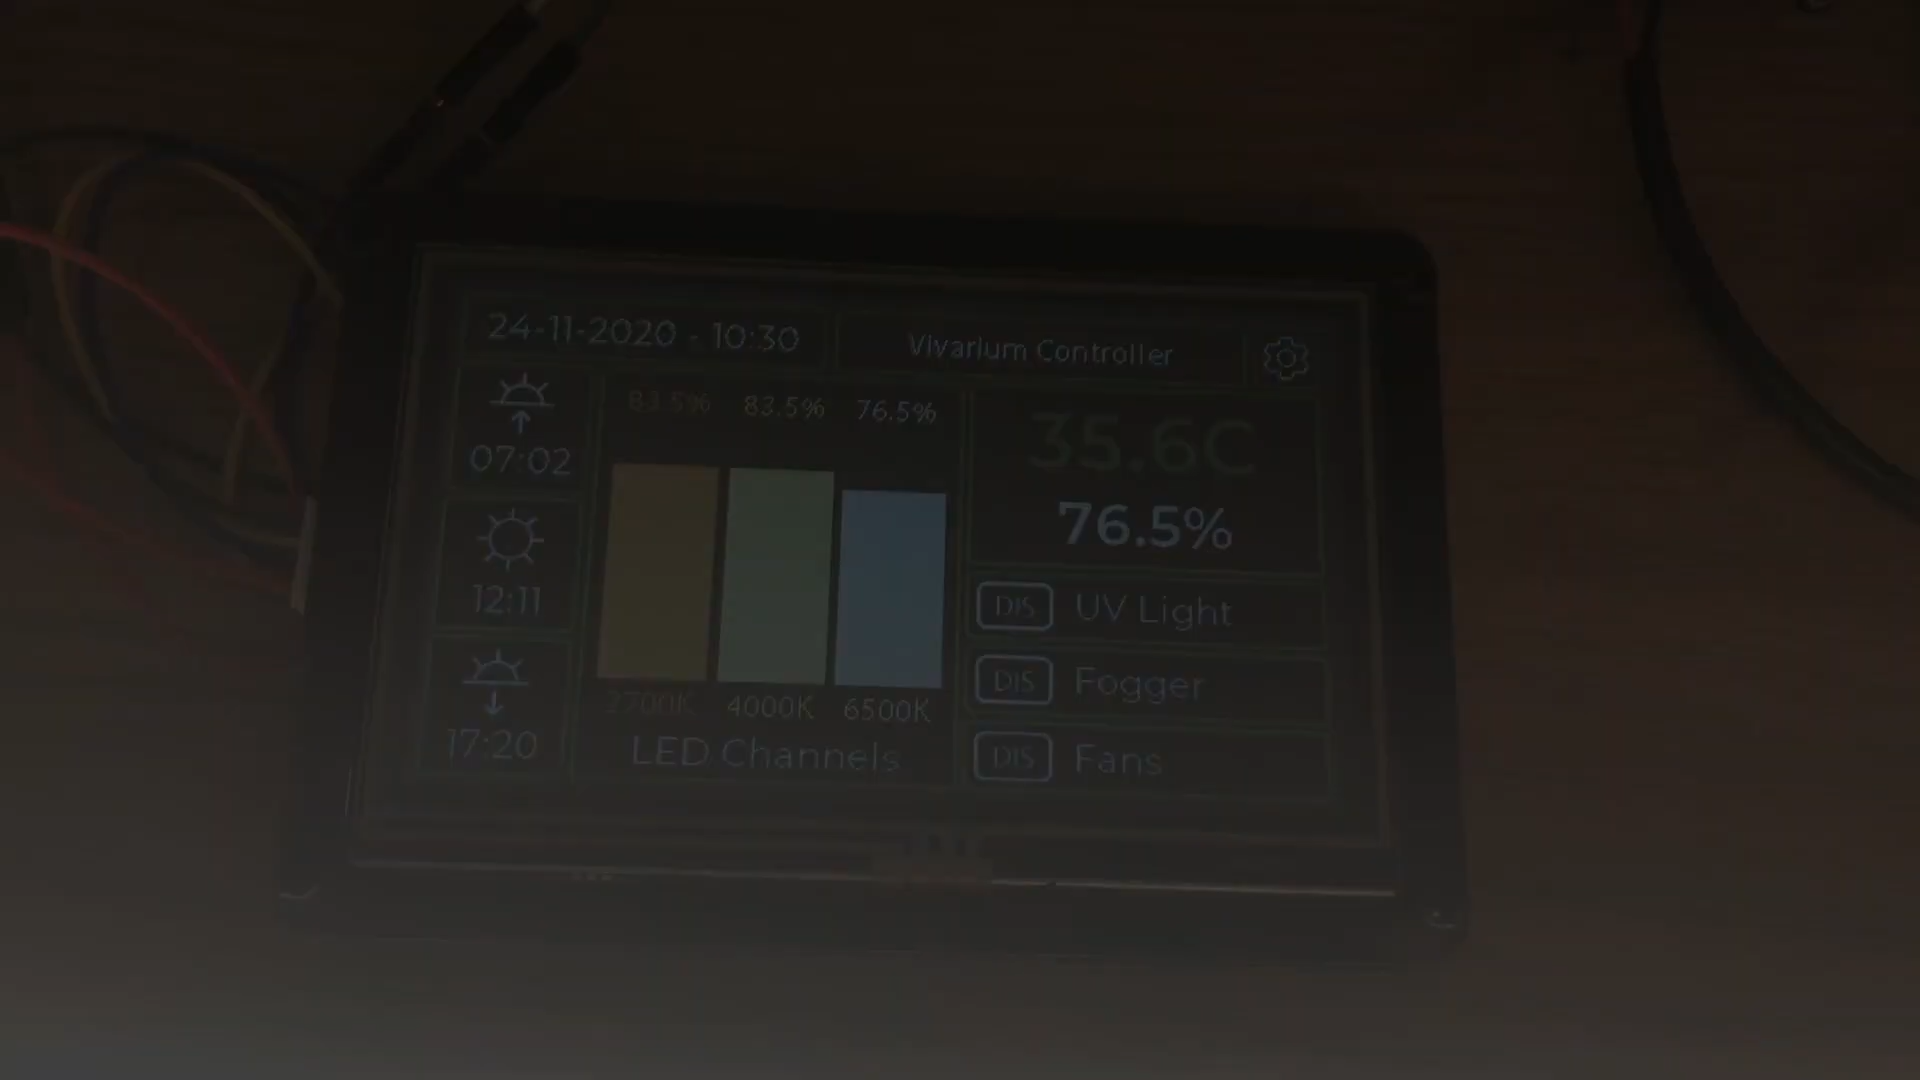 24-11-2020 - 10:30
Vivarium Controller
07:02
12:11
17:20
83.5% 83.5% 76.5%
2700K 4000K 6500K
LED Channels
35.6C
76.5%
DIS UV Light
DIS Fogger
DIS Fans